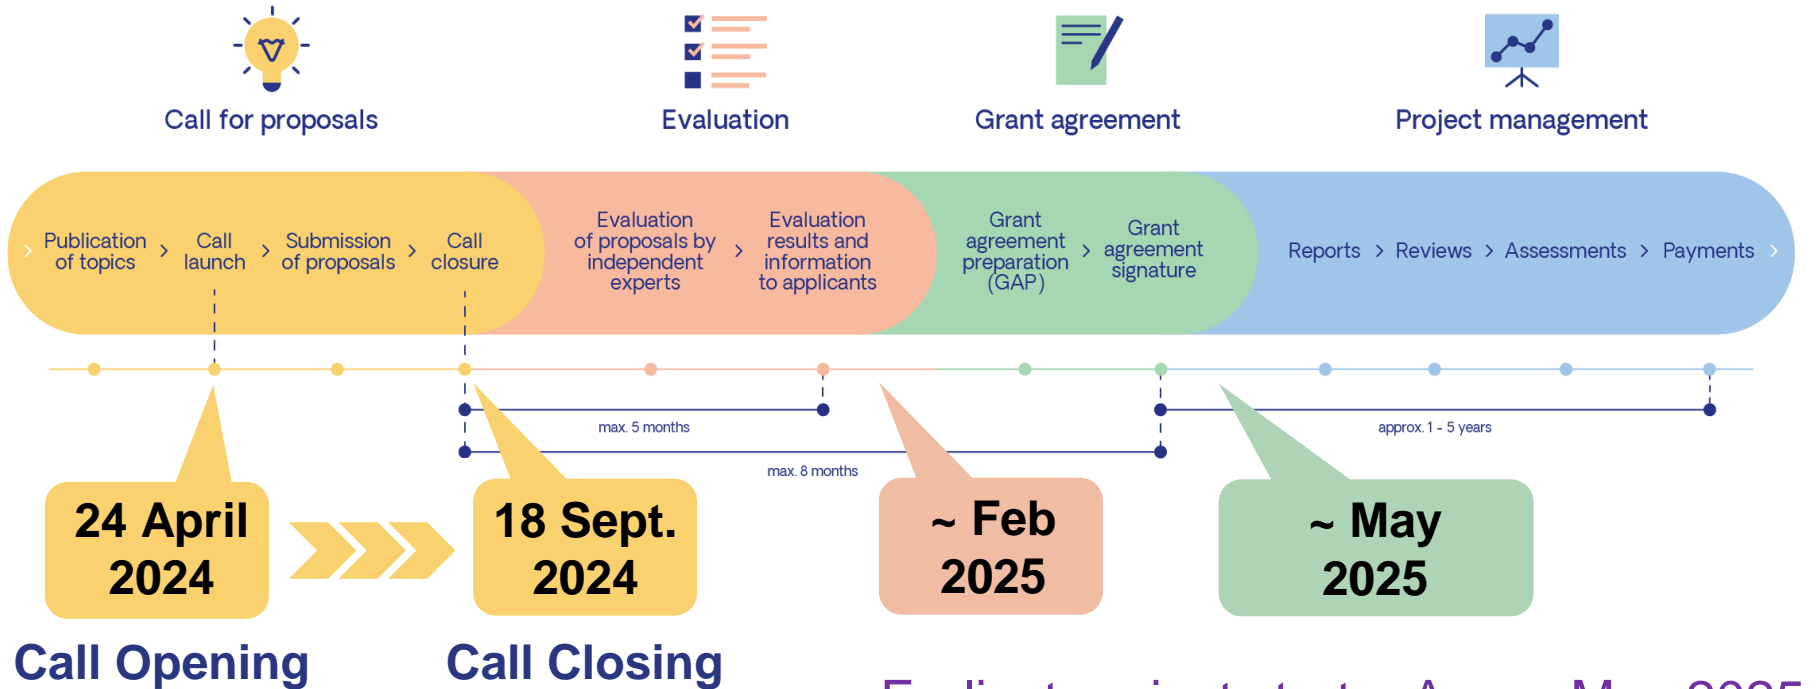 Call for proposals
Evaluation
Grant agreement
Project management
Publication
of topics
Call
launch
Submission
of proposals
Call
closure
Evaluation
of proposals by
independent
experts
Evaluation
results and
information
to applicants
Grant
agreement
preparation
(GAP)
Grant
agreement
signature
Reports
Reviews
Assessments
Payments
max. 5 months
approx. 1 - 5 years
max. 8 months
24 April
2024
18 Sept.
2024
~ Feb
2025
~ May
2025
Call Opening
Call Closing